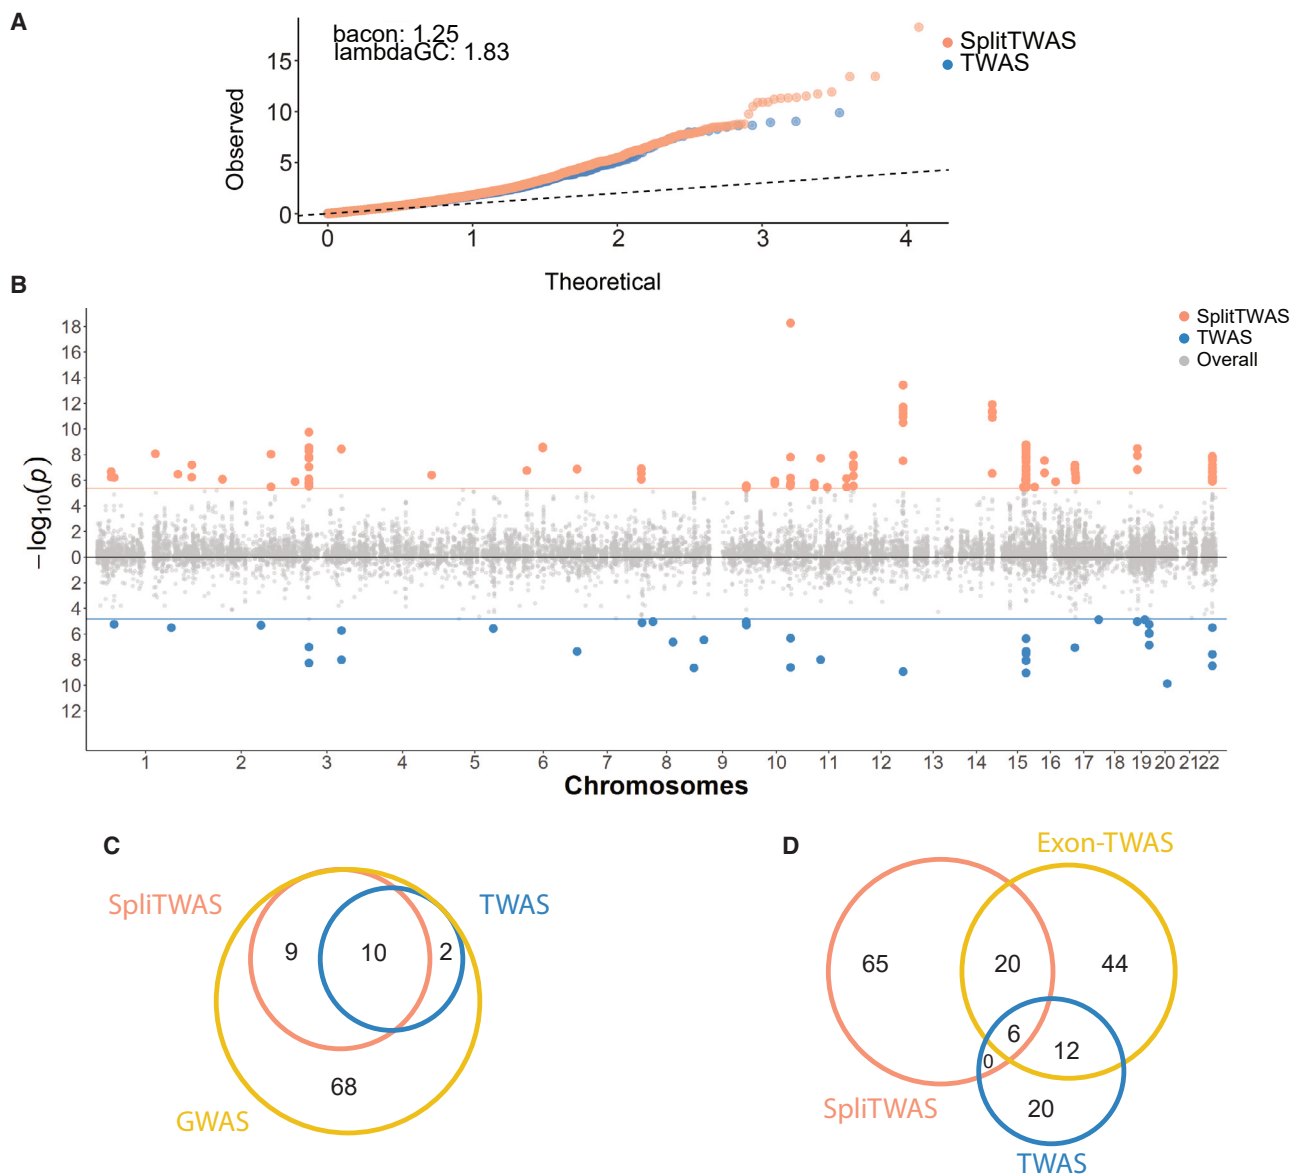 A
bacon: 1.25
lambdaGC: 1.83
SplitTWAS
TWAS
Observed
15
10
5
0
0 1 2 3 4
Theoretical
B
SplitTWAS
TWAS
Overall
−log10(p)
18
16
14
12
10
8
6
4
2
0
2
4
6
8
10
12
1 2 3 4 5 6 7 8 9 10 11 12 13 14 15 16 17 18 19 20 21 22
Chromosomes
C
SpliTWAS
TWAS
9 10 2
68
GWAS
D
Exon-TWAS
65 20 44
6
12
0
20
SpliTWAS
TWAS